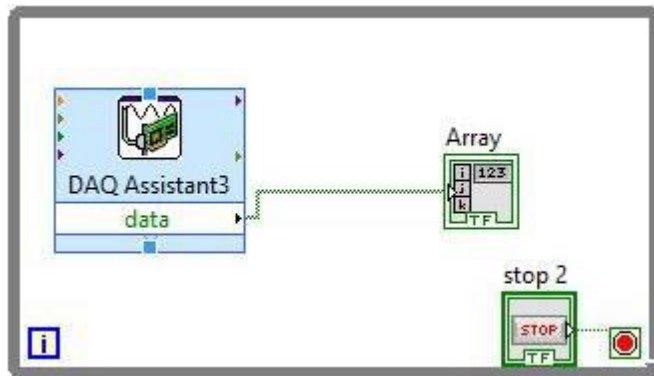 DAQ Assistant3
data
Array
i 123
j
k
TF
stop 2
STOP
TF
i